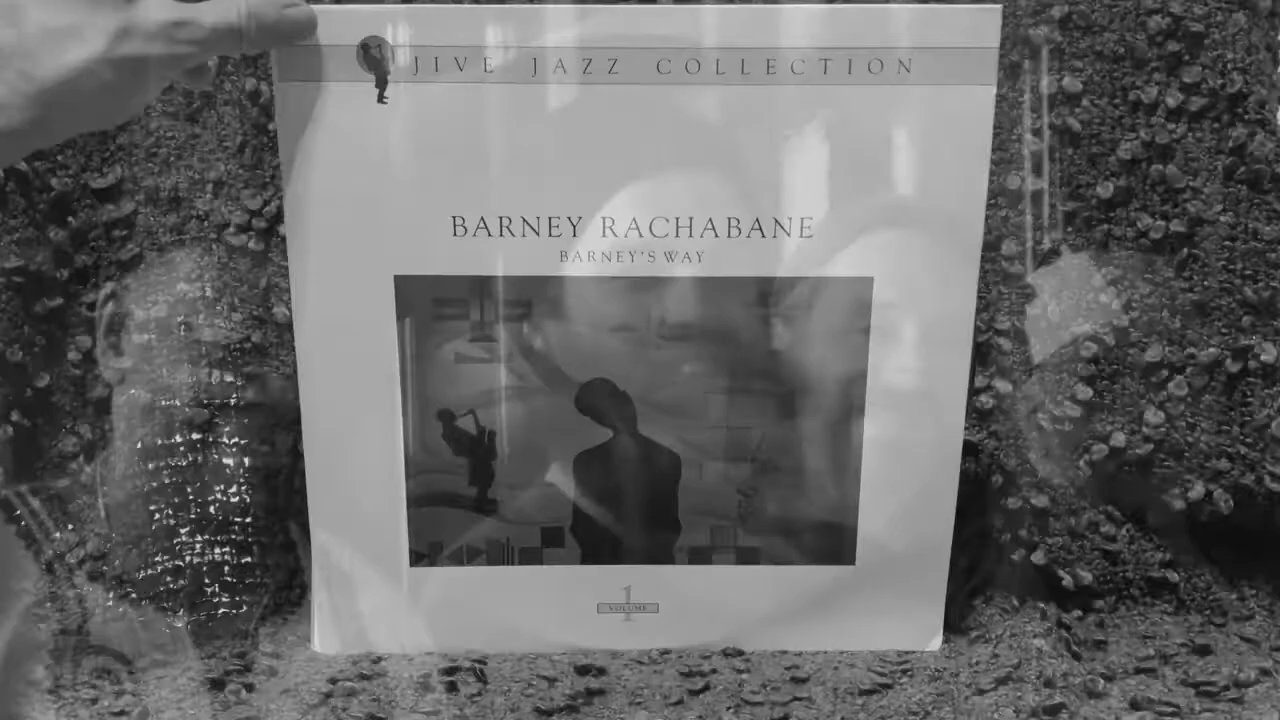 JIVE JAZZ COLLECTION
BARNEY RACHABANE
BARNEY'S WAY
1
VOLUME